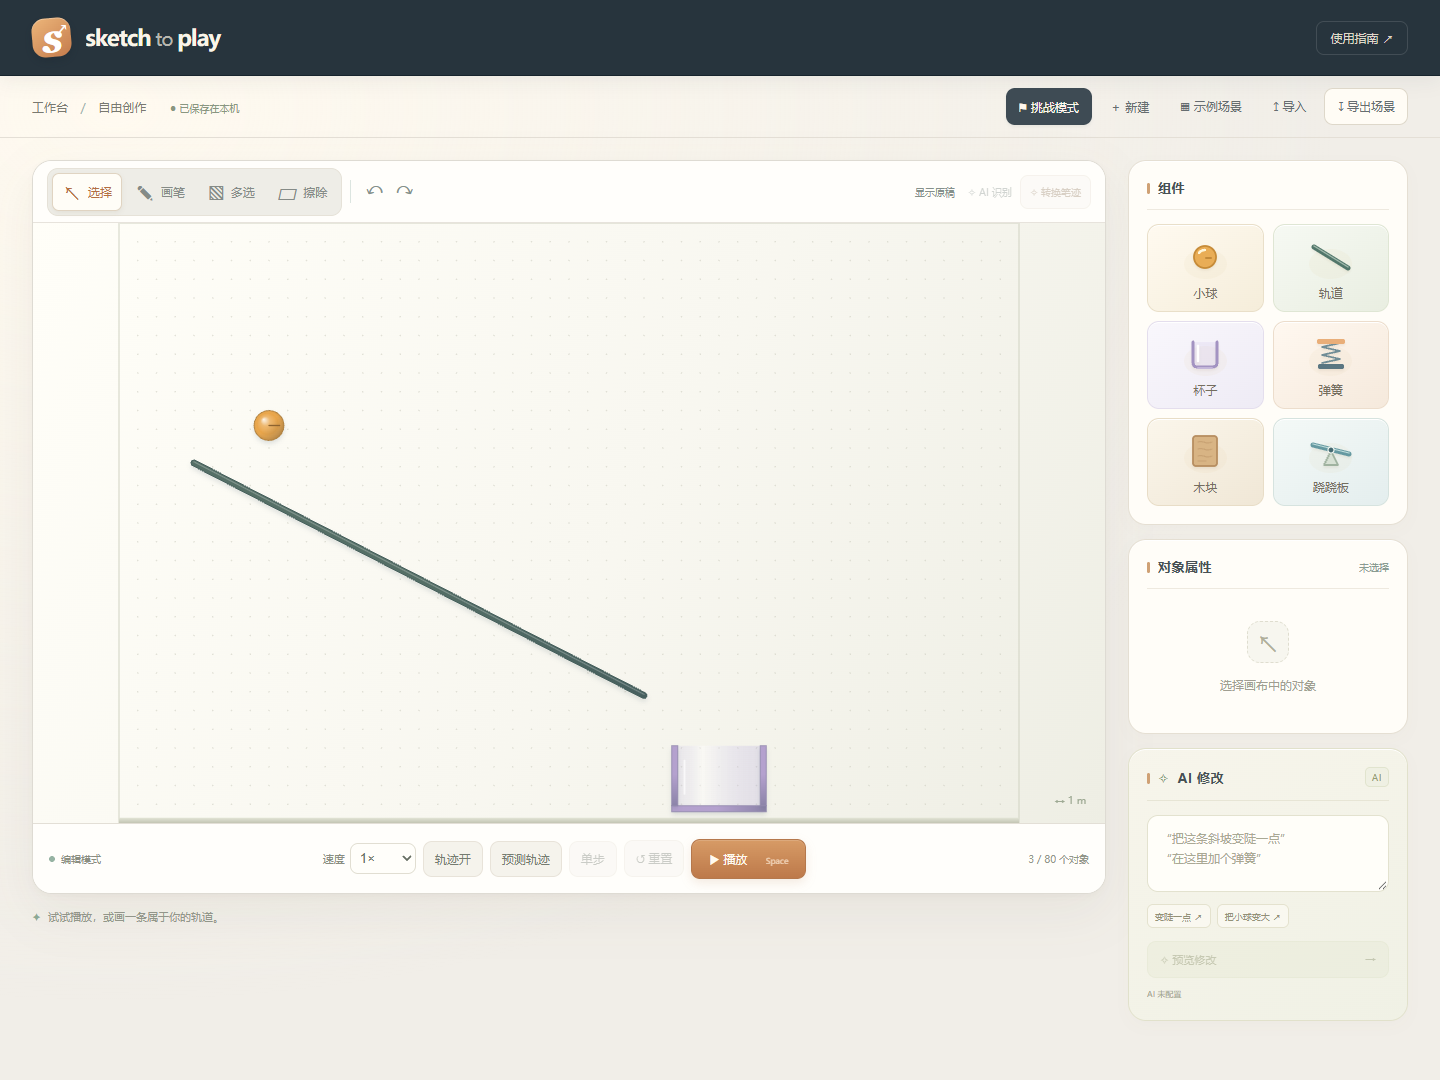 sketch to play
使用指南 ↗
工作台 / 自由创作 ● 已保存在本机
⚑ 挑战模式 + 新建 ▦ 示例场景 ↥ 导入 ↧ 导出场景
选择 画笔 多选 擦除
显示原稿 ✧ AI 识别 ✧ 转换笔迹
组件
小球
轨道
杯子
弹簧
木块
跷跷板
对象属性 未选择
选择画布中的对象
↔ 1 m
✧ AI 修改 AI
“把这条斜坡变陡一点”
“在这里加个弹簧”
变陡一点 ↗ 把小球变大 ↗
✧ 预览修改 →
AI 未配置
● 编辑模式
速度 1× 轨迹开 预测轨迹 单步 ↺ 重置 ▶ 播放 Space
3 / 80 个对象
✦ 试试播放，或画一条属于你的轨道。